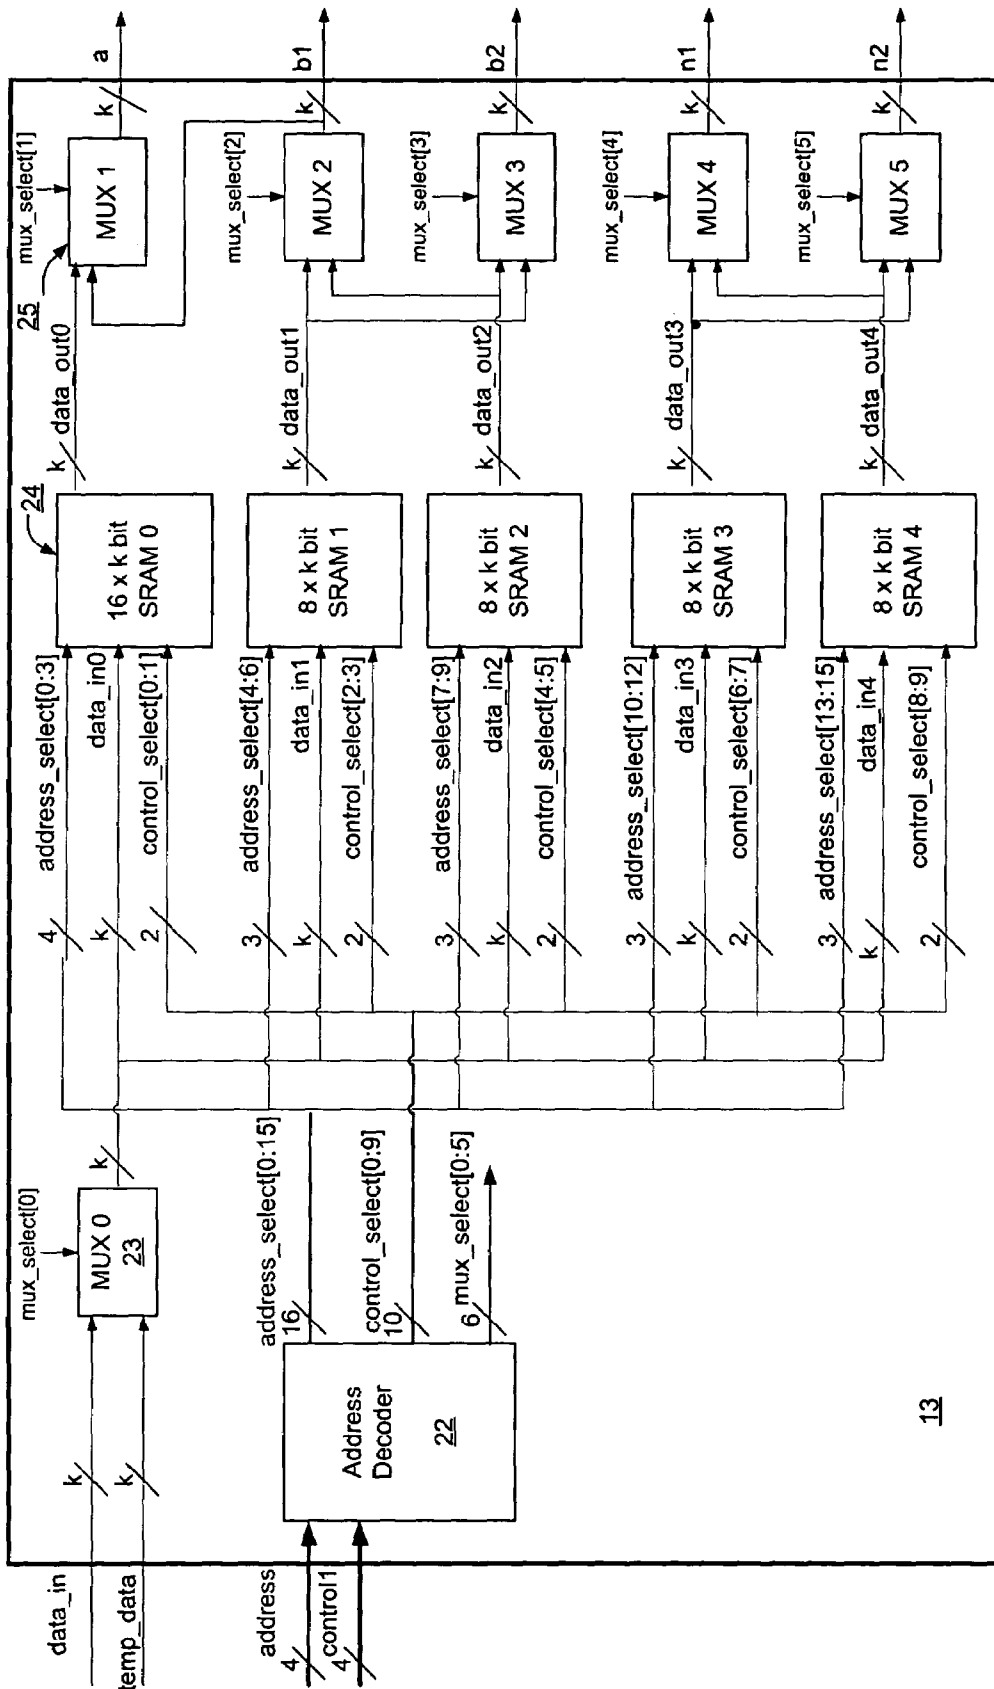 data_in
k
temp_data
k
mux_select[0]
MUX 0
23
k
address
4
control1
4
Address
Decoder
22
address_select[0:15]
16
control_select[0:9]
10
mux_select[0:5]
6
address_select[0:3]
4
data_in0
k
control_select[0:1]
2
24
16 x k bit
SRAM 0
k
data_out0
25
mux_select[1]
MUX 1
k
a
address_select[4:6]
3
data_in1
k
control_select[2:3]
2
8 x k bit
SRAM 1
k
data_out1
mux_select[2]
MUX 2
k
b1
address_select[7:9]
3
data_in2
k
control_select[4:5]
2
8 x k bit
SRAM 2
k
data_out2
mux_select[3]
MUX 3
k
b2
address_select[10:12]
3
data_in3
k
control_select[6:7]
2
8 x k bit
SRAM 3
k
data_out3
mux_select[4]
MUX 4
k
n1
address_select[13:15]
3
data_in4
k
control_select[8:9]
2
8 x k bit
SRAM 4
k
data_out4
mux_select[5]
MUX 5
k
n2
13